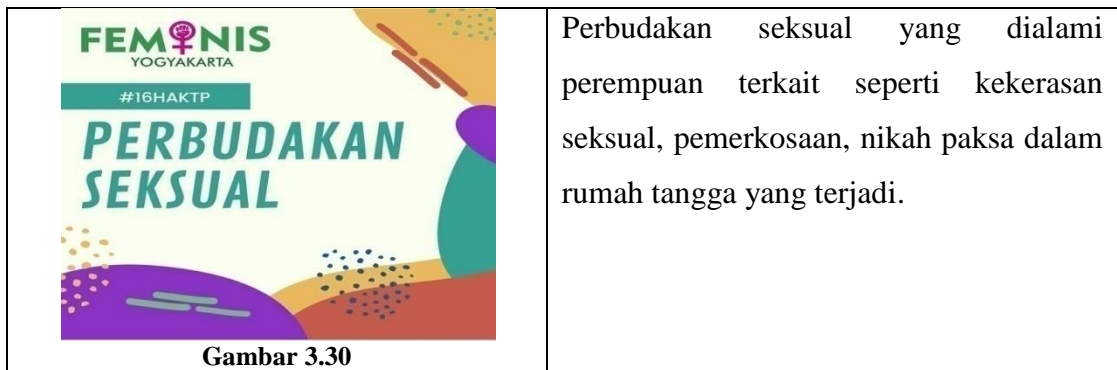 FEMINIS
YOGYAKARTA
#16HAKTP
PERBUDAKAN
SEKSUAL
Gambar 3.30
Perbudakan seksual yang dialami
perempuan terkait seperti kekerasan
seksual, pemerkosaan, nikah paksa dalam
rumah tangga yang terjadi.